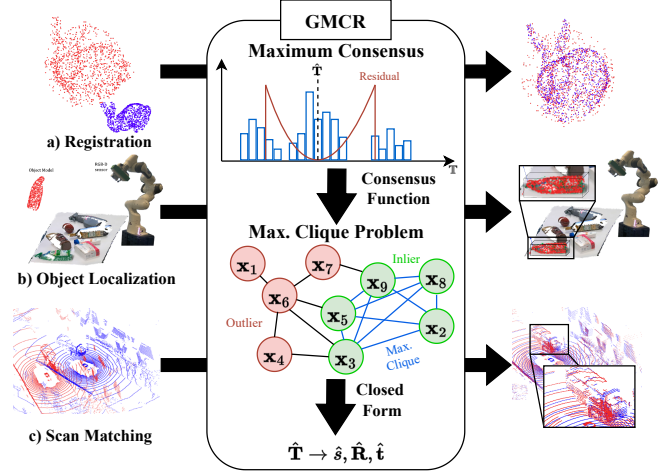 GMCR
Maximum Consensus
T̂
Residual
𝕋
a) Registration
Consensus
Function
Object Model
RGB-D
sensor
Max. Clique Problem
b) Object Localization
x₁
x₇
Inlier
x₉
x₈
x₆
x₅
x₂
Outlier
x₄
x₃
Max.
Clique
c) Scan Matching
Closed
Form
T̂ → ŝ, R̂, t̂